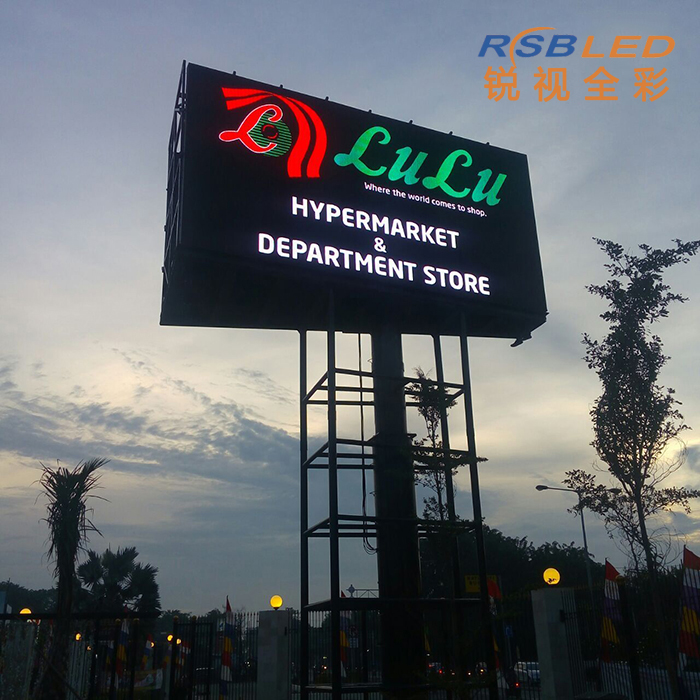 RSBLED
锐视全彩
L
LuLu
Where the world comes to shop.
HYPERMARKET
&
DEPARTMENT STORE